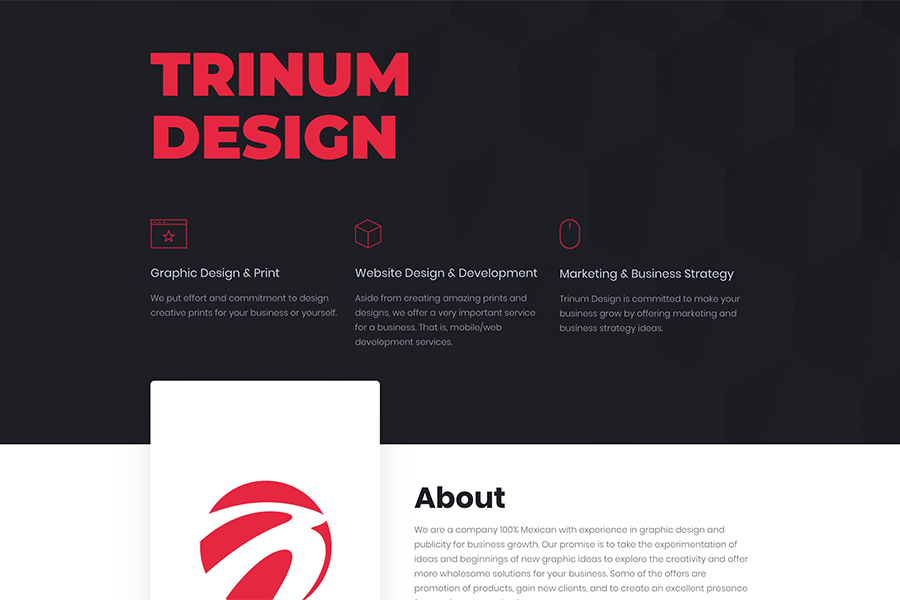 TRINUM
DESIGN
Graphic Design & Print
We put effort and commitment to design
creative prints for your business or yourself.
Website Design & Development
Aside from creating amazing prints and
designs, we offer a very important service
for a business. That is, mobile/web
development services.
Marketing & Business Strategy
Trinum Design is committed to make your
business grow by offering marketing and
business strategy ideas.
About
We are a company 100% Mexican with experience in graphic design and
publicity for business growth. Our promise is to take the experimentation of
ideas and beginnings of new graphic ideas to explore the creativity and offer
more wholesome solutions for your business. Some of the offers are
promotion of products, gain new clients, and to create an excellent presence